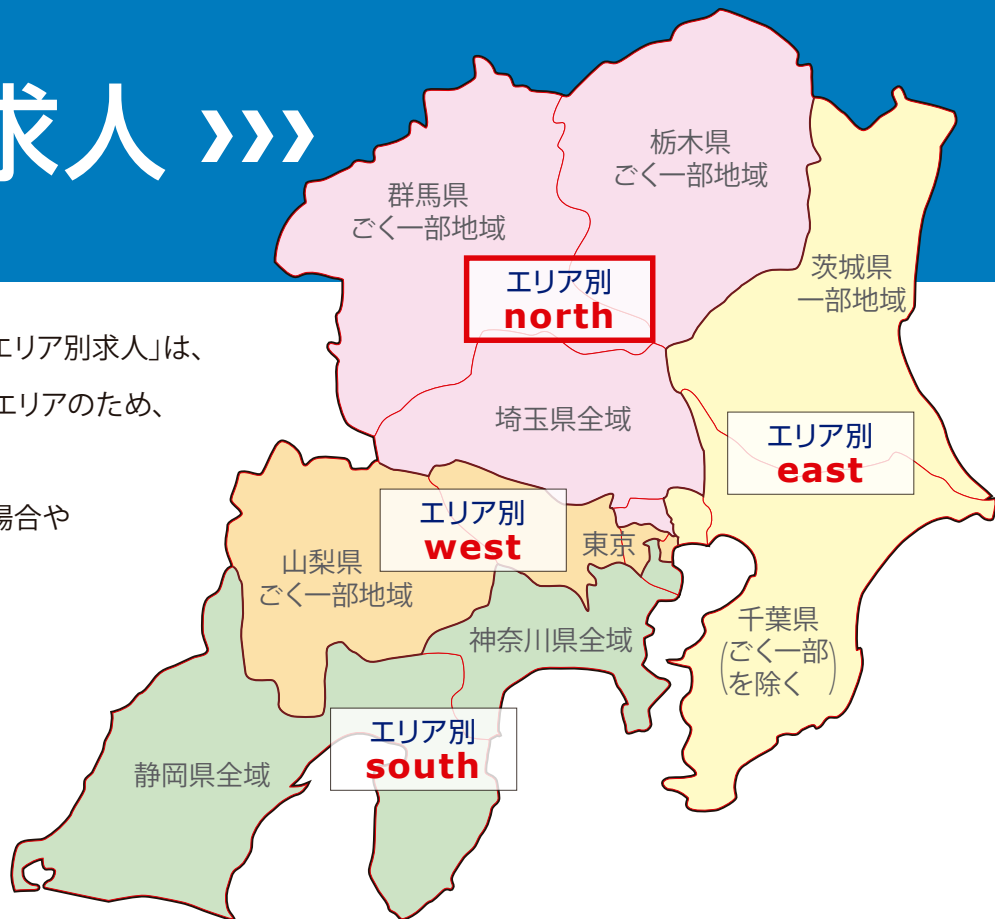 求人 »»
エリア別求人」は、
エリアのため、
場合や
群馬県
ごく一部地域
栃木県
ごく一部地域
茨城県
一部地域
エリア別
north
埼玉県全域
エリア別
east
エリア別
west
東京
山梨県
ごく一部地域
神奈川県全域
千葉県
(ごく一部
を除く)
エリア別
south
静岡県全域